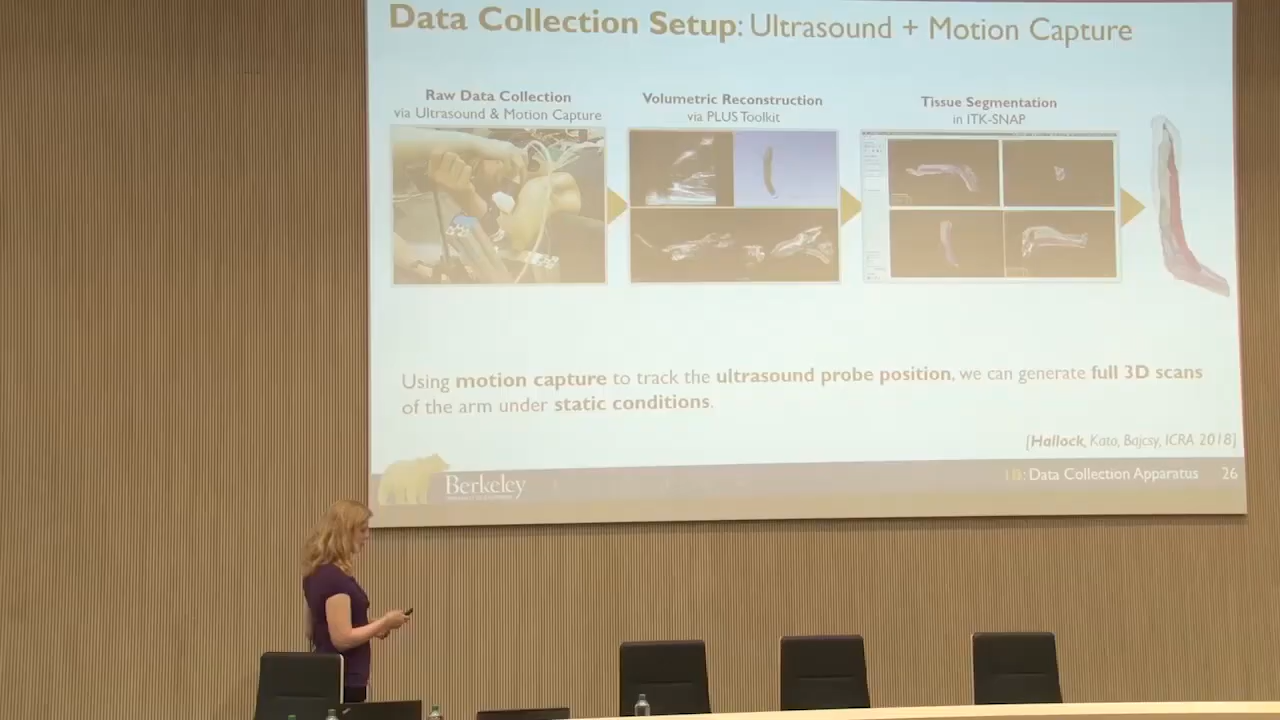 Data Collection Setup: Ultrasound + Motion Capture
Raw Data Collection
via Ultrasound & Motion Capture
Volumetric Reconstruction
via PLUS Toolkit
Tissue Segmentation
in ITK-SNAP
Using motion capture to track the ultrasound probe position, we can generate full 3D scans
of the arm under static conditions.
[Hallock, Kato, Bajcsy, ICRA 2018]
Berkeley
: Data Collection Apparatus 26